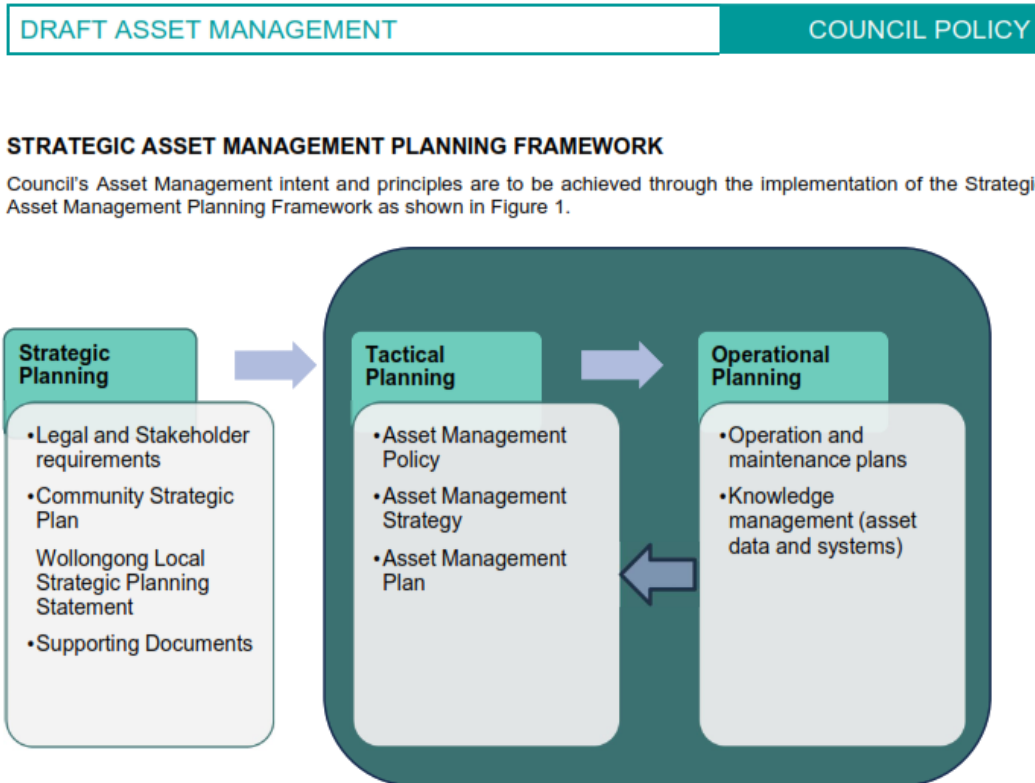 DRAFT ASSET MANAGEMENT
COUNCIL POLICY
STRATEGIC ASSET MANAGEMENT PLANNING FRAMEWORK
Council's Asset Management intent and principles are to be achieved through the implementation of the Strategi
Asset Management Planning Framework as shown in Figure 1.
Strategic
Planning
•Legal and Stakeholder
requirements
•Community Strategic
Plan
Wollongong Local
Strategic Planning
Statement
•Supporting Documents
Tactical
Planning
•Asset Management
Policy
•Asset Management
Strategy
•Asset Management
Plan
Operational
Planning
•Operation and
maintenance plans
•Knowledge
management (asset
data and systems)